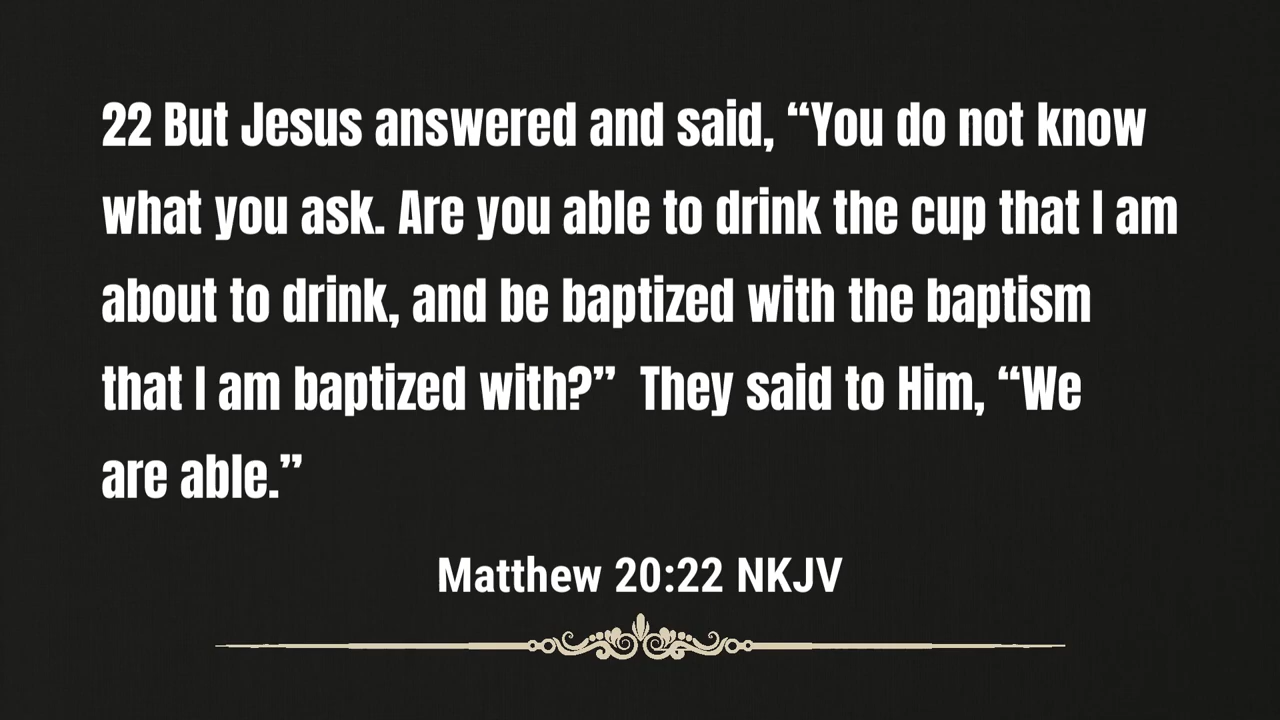 22 But Jesus answered and said, “You do not know
what you ask. Are you able to drink the cup that I am
about to drink, and be baptized with the baptism
that I am baptized with?”  They said to Him, “We
are able.”
Matthew 20:22 NKJV